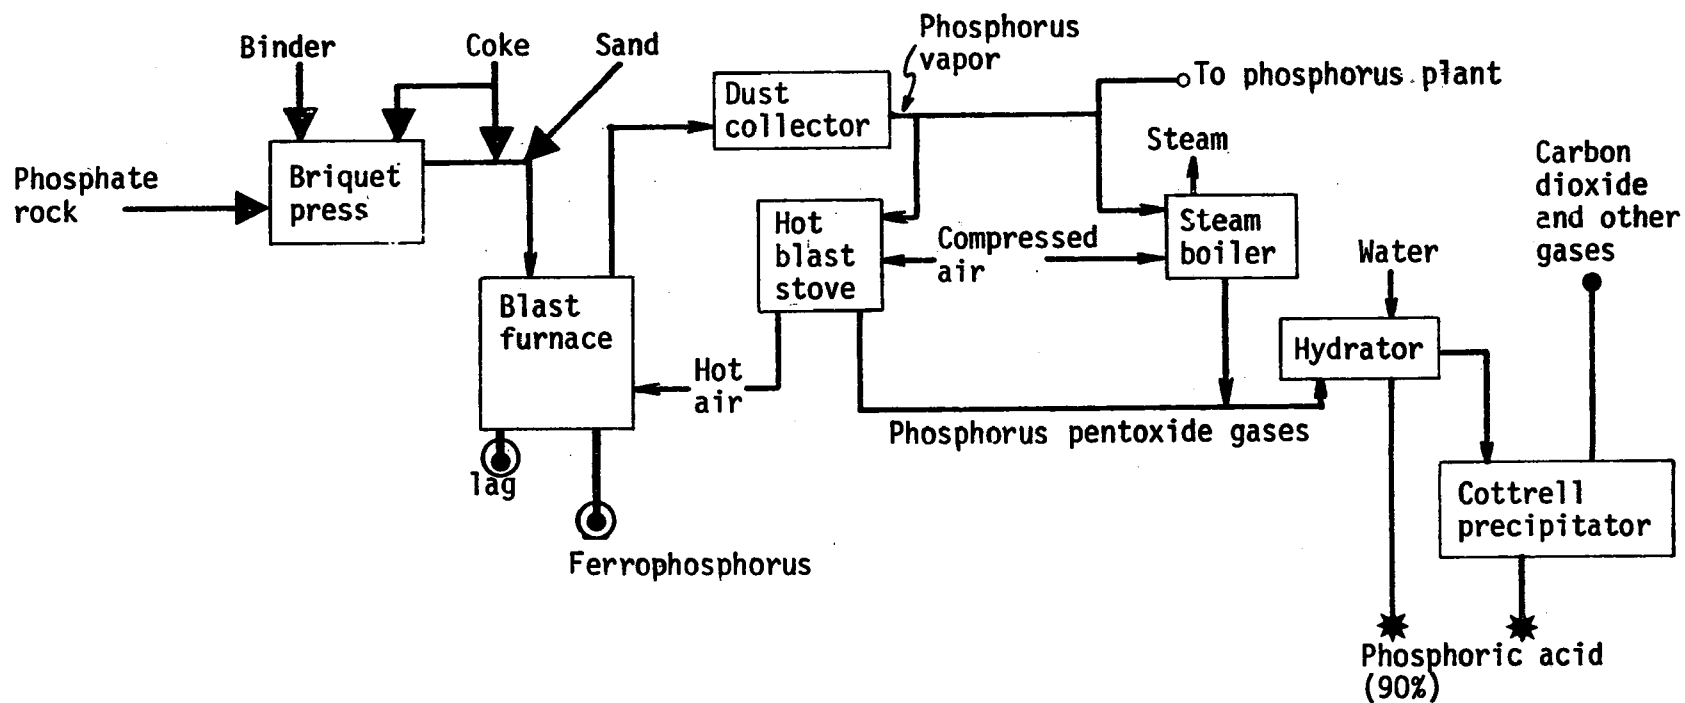 Binder
Coke
Sand
Phosphorus
vapor
To phosphorus plant
Dust
collector
Steam
Carbon
dioxide
and other
gases
Phosphate
rock
Briquet
press
Hot
blast
stove
Compressed
air
Steam
boiler
Water
Blast
furnace
Hydrator
Hot
air
Phosphorus pentoxide gases
lag
Cottrell
precipitator
Ferrophosphorus
Phosphoric acid
(90%)